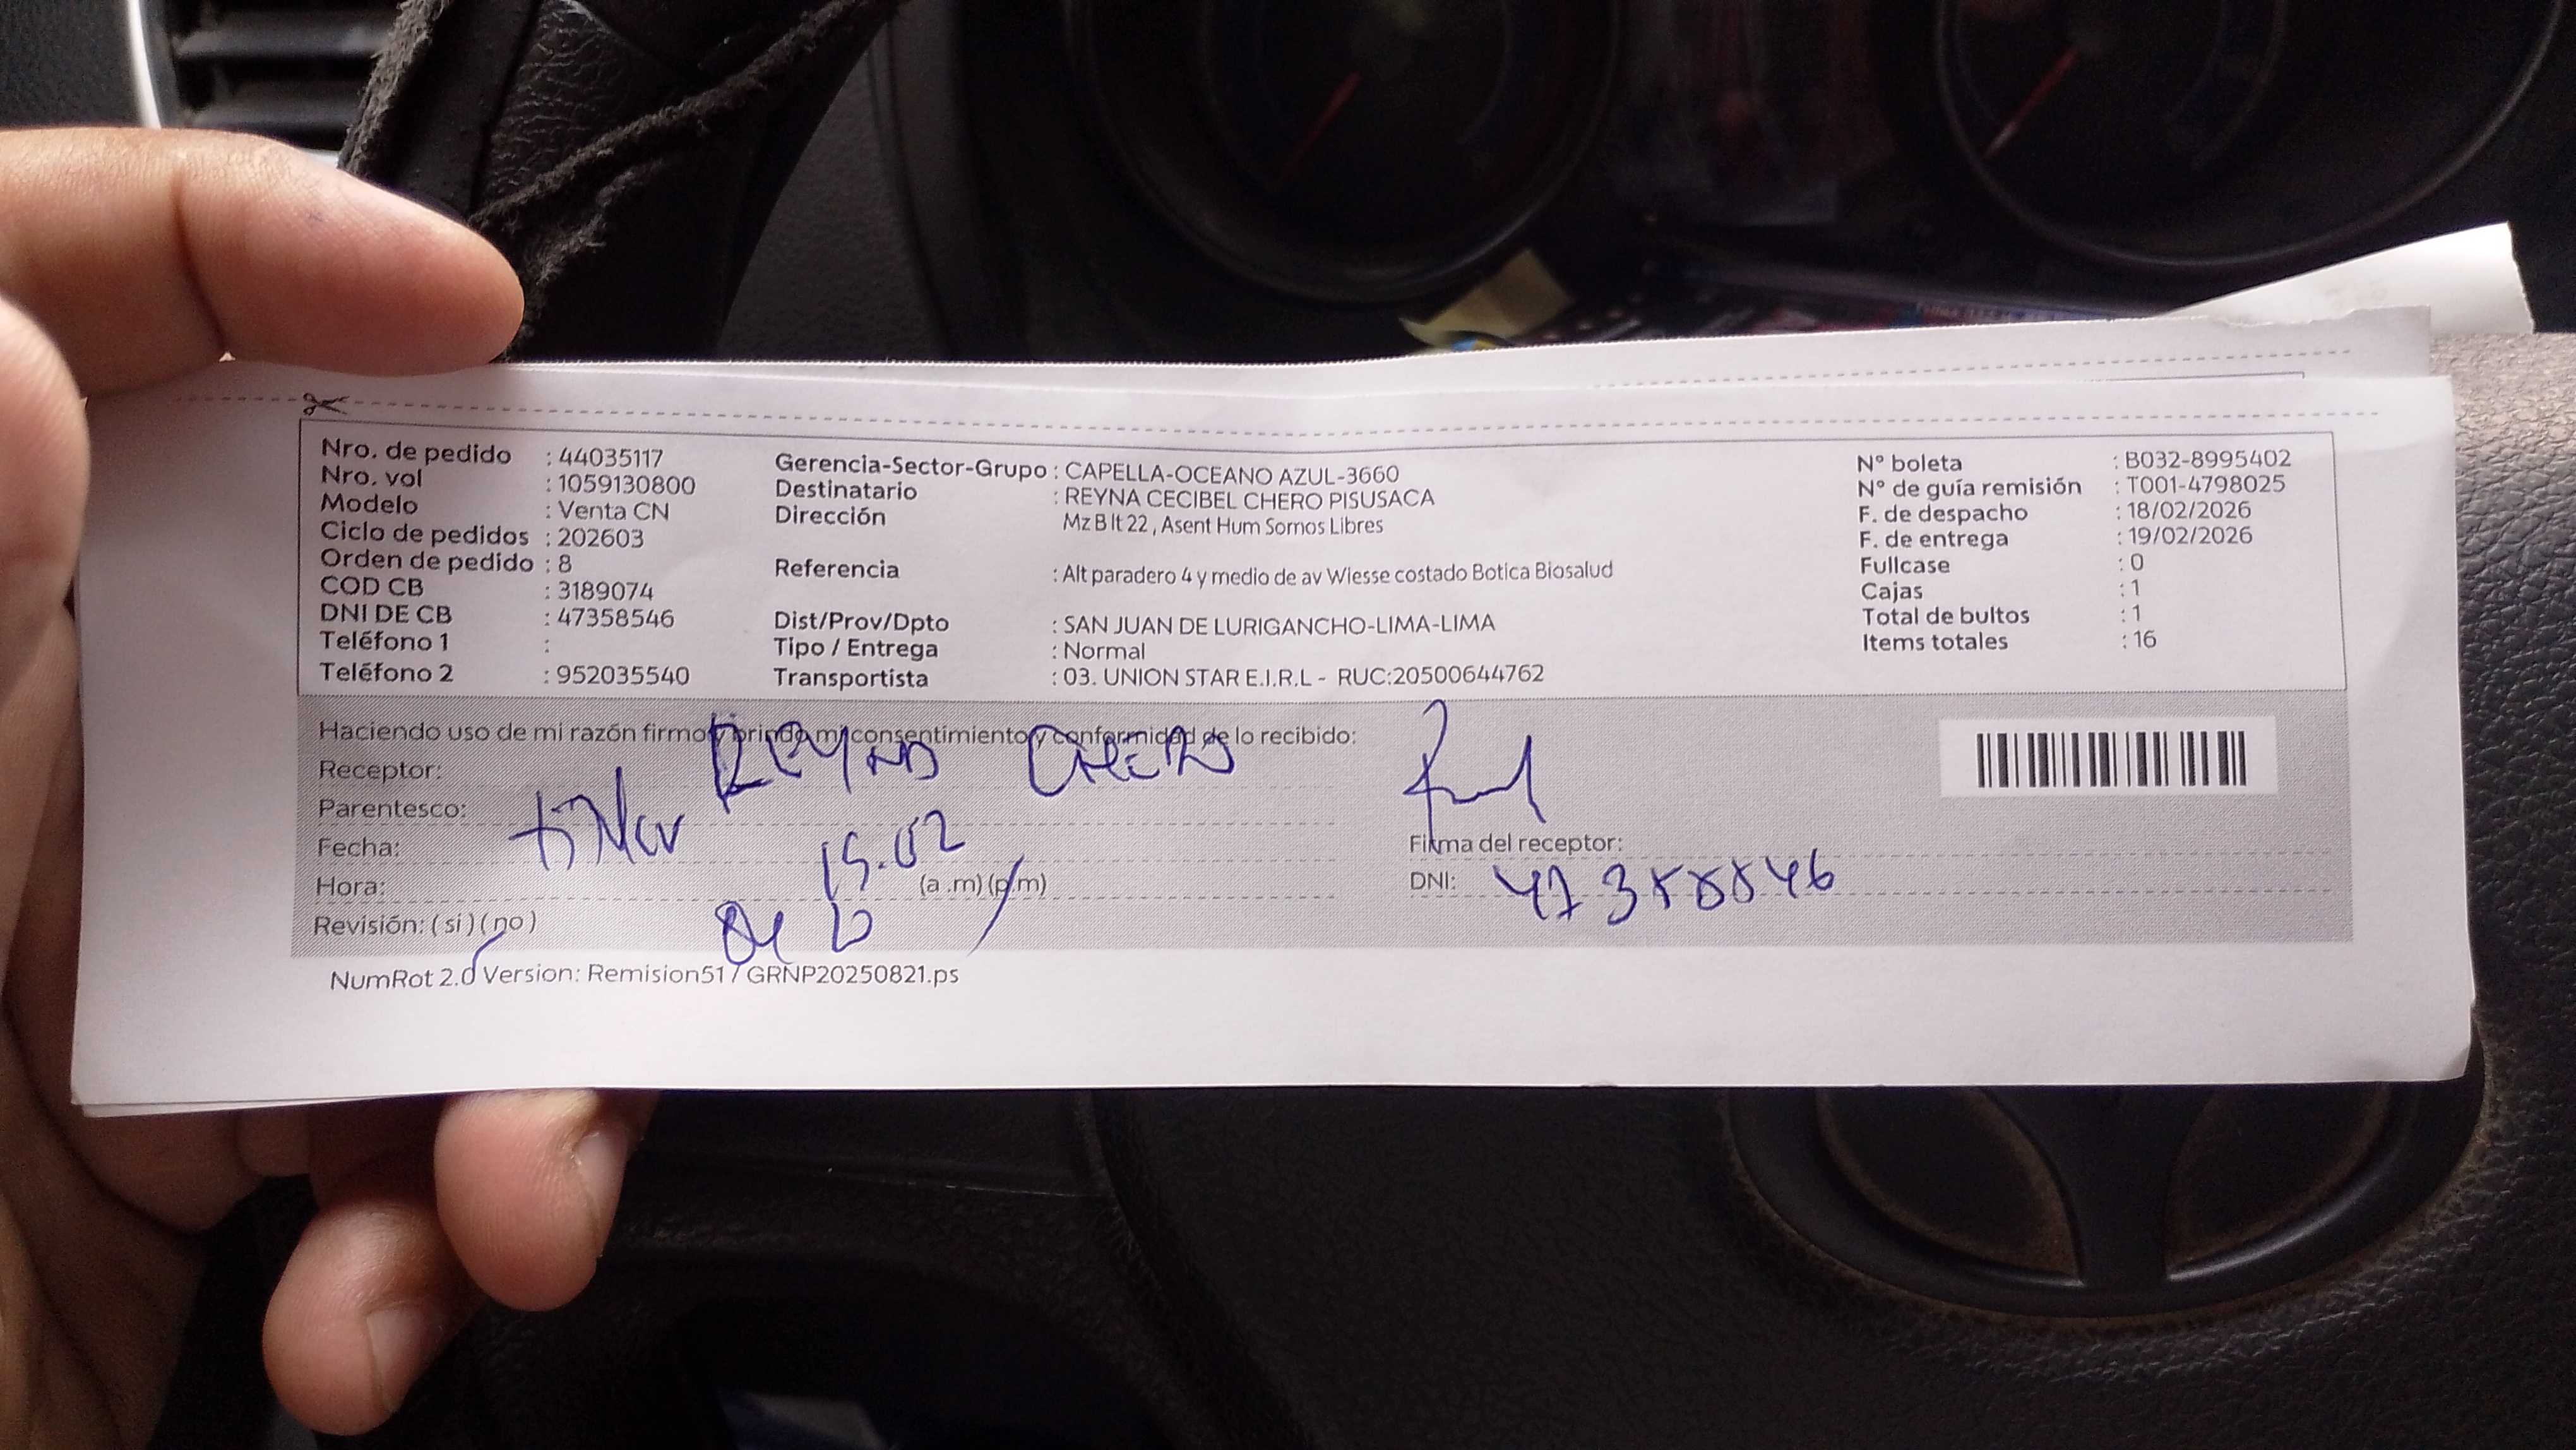 Nro. de pedido : 44035117
Nro. vol : 1059130800
Modelo : Venta CN
Ciclo de pedidos : 202603
Orden de pedido : 8
COD CB : 3189074
DNI DE CB : 47358546
Teléfono 1 :
Teléfono 2 : 952035540
Gerencia-Sector-Grupo : CAPELLA-OCEANO AZUL-3660
Destinatario : REYNA CECIBEL CHERO PISUSACA
Dirección Mz B lt 22 , Asent Hum Sornos Libres
Referencia : Alt paradero 4 y medio de av Wiesse costado Botica Biosalud
Dist/Prov/Dpto : SAN JUAN DE LURIGANCHO-LIMA-LIMA
Tipo / Entrega : Normal
Transportista : 03. UNION STAR E.I.R.L - RUC:20500644762
N° boleta : B032-8995402
N° de guía remisión : T001-4798025
F. de despacho : 18/02/2026
F. de entrega : 19/02/2026
Fullcase : 0
Cajas : 1
Total de bultos : 1
Items totales : 16
Haciendo uso de mi razón firmo y brindo mi consentimiento y conformidad de lo recibido:
Receptor: REYNA CHERO
Parentesco:
Fecha:
Hora: (a .m) (p.m)
Revisión: ( si ) ( no )
Firma del receptor:
DNI:
NumRot 2.0 Version: Remision51 / GRNP20250821.ps